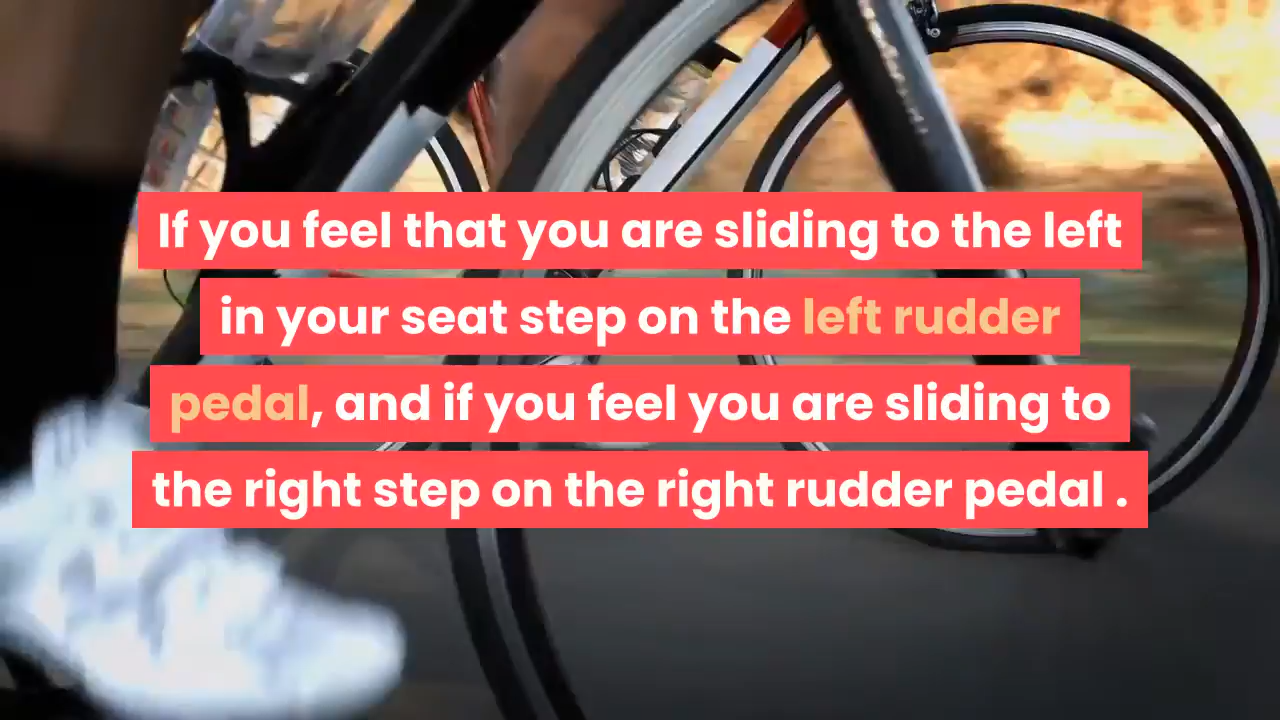 If you feel that you are sliding to the left
in your seat step on the left rudder
pedal, and if you feel you are sliding to
the right step on the right rudder pedal .